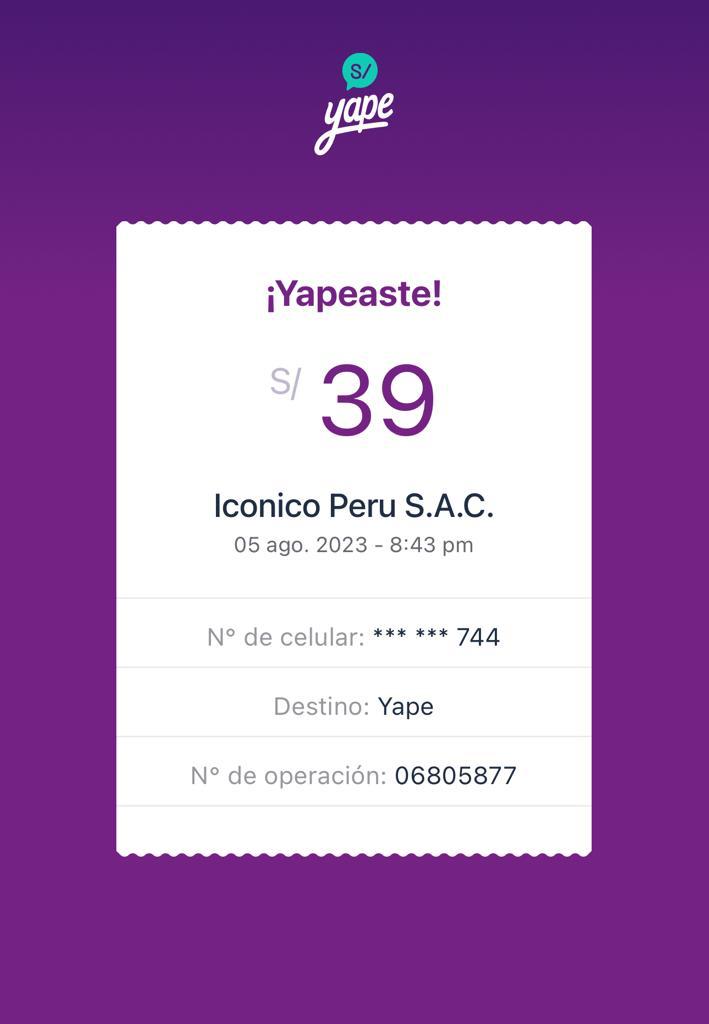 S/
yape
¡Yapeaste!
S/ 39
Iconico Peru S.A.C.
05 ago. 2023 - 8:43 pm
N° de celular: *** *** 744
Destino: Yape
N° de operación: 06805877